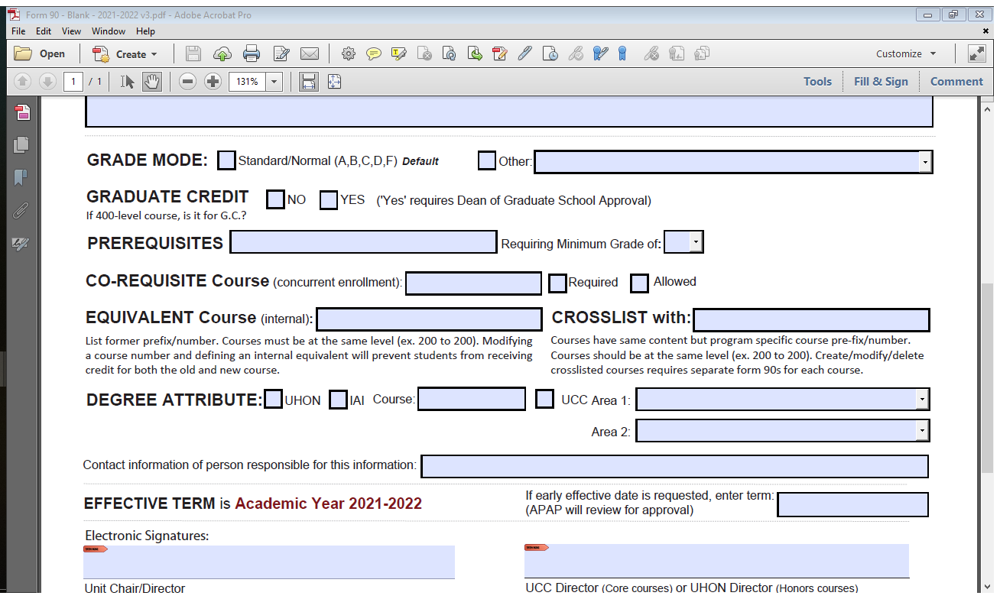 Form 90 - Blank - 2021-2022 v3.pdf - Adobe Acrobat Pro
File Edit View Window Help
Open Create Customize
1 / 1 131% Tools Fill & Sign Comment
GRADE MODE: Standard/Normal (A,B,C,D,F) Default Other:
GRADUATE CREDIT NO YES ('Yes' requires Dean of Graduate School Approval)
If 400-level course, is it for G.C.?
PREREQUISITES Requiring Minimum Grade of:
CO-REQUISITE Course (concurrent enrollment): Required Allowed
EQUIVALENT Course (internal): CROSSLIST with:
List former prefix/number. Courses must be at the same level (ex. 200 to 200). Modifying
a course number and defining an internal equivalent will prevent students from receiving
credit for both the old and new course.
Courses have same content but program specific course pre-fix/number.
Courses should be at the same level (ex. 200 to 200). Create/modify/delete
crosslisted courses requires separate form 90s for each course.
DEGREE ATTRIBUTE: UHON IAI Course: UCC Area 1:
Area 2:
Contact information of person responsible for this information:
EFFECTIVE TERM is Academic Year 2021-2022
If early effective date is requested, enter term:
(APAP will review for approval)
Electronic Signatures:
Unit Chair/Director
UCC Director (Core courses) or UHON Director (Honors courses)